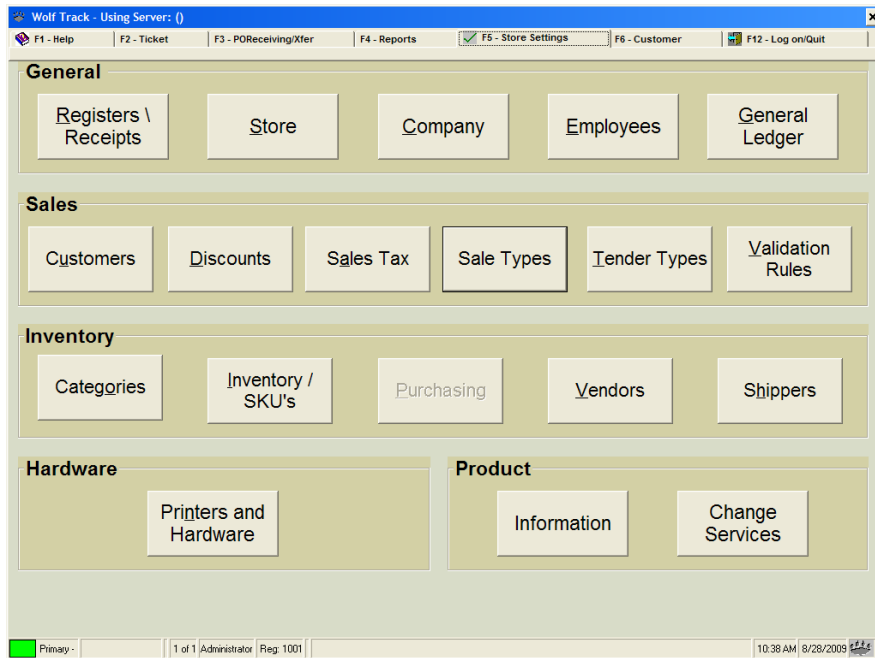 Wolf Track - Using Server: ()
F1 - Help F2 - Ticket F3 - POReceiving/Xfer F4 - Reports F5 - Store Settings F6 - Customer F12 - Log on/Quit
General
Registers \
Receipts
Store
Company
Employees
General
Ledger
Sales
Customers
Discounts
Sales Tax
Sale Types
Tender Types
Validation
Rules
Inventory
Categories
Inventory /
SKU's
Purchasing
Vendors
Shippers
Hardware
Printers and
Hardware
Product
Information
Change
Services
Primary - 1 of 1 Administrator Reg: 1001 10:38 AM 8/28/2009